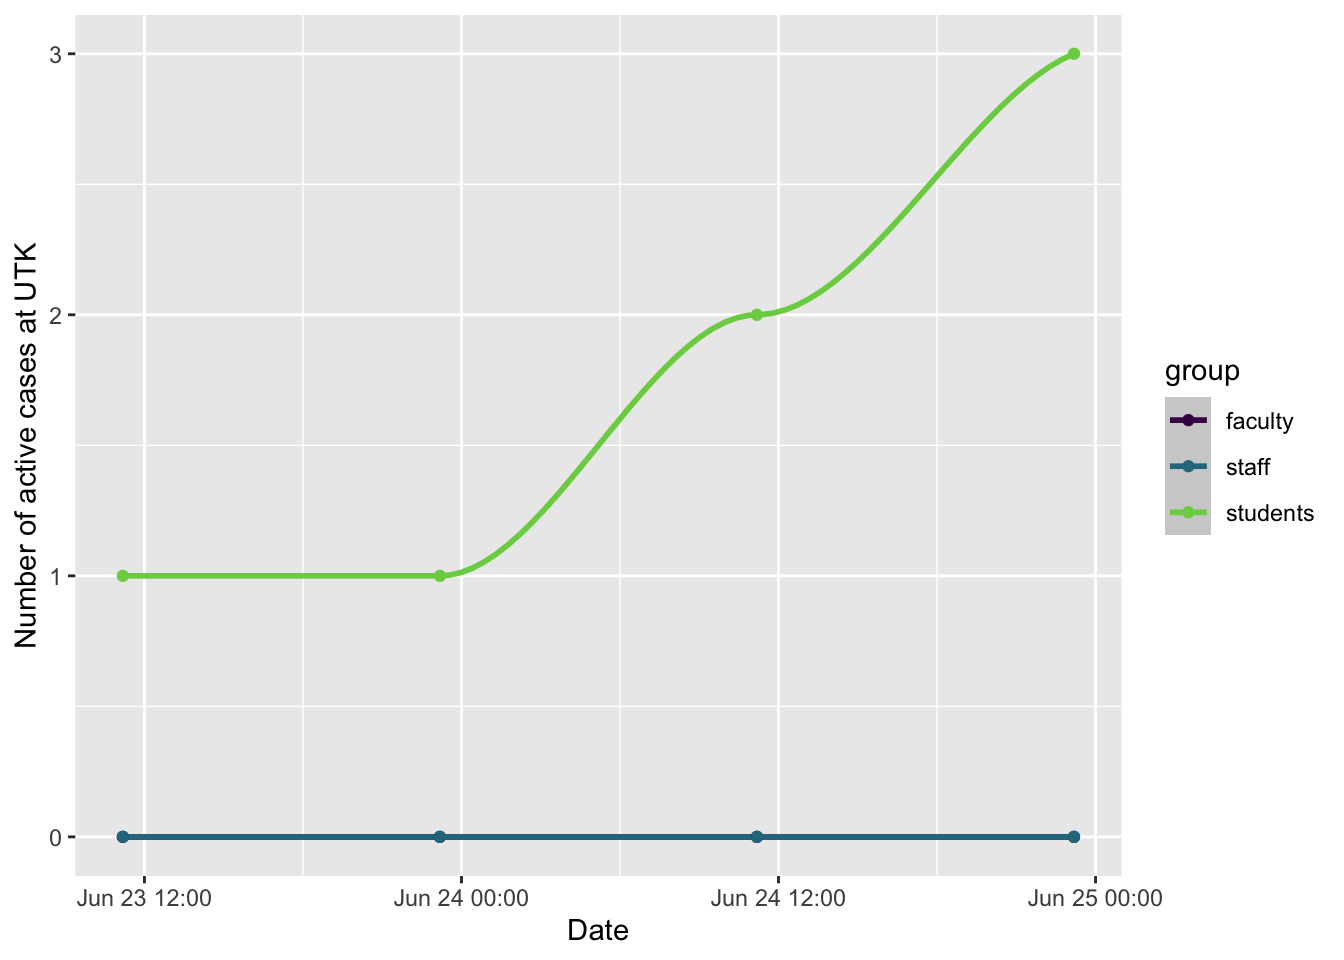 3
2
1
0
Number of active cases at UTK
Jun 23 12:00
Jun 24 00:00
Jun 24 12:00
Jun 25 00:00
Date
group
faculty
staff
students